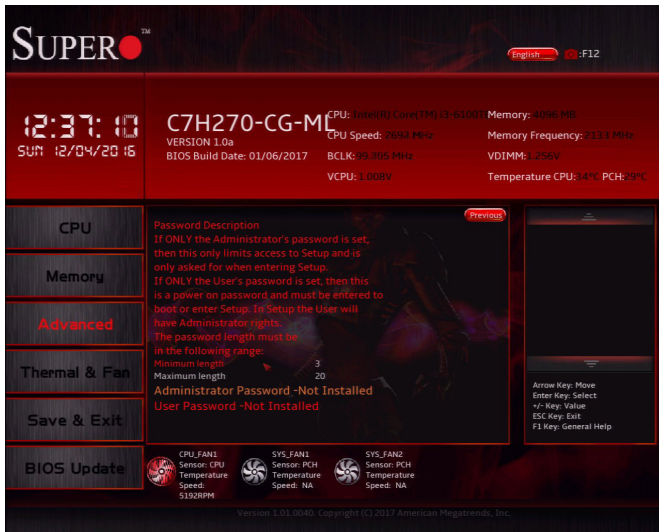 SUPER TM
English :F12
12:37:10
SUN 12/04/2016
C7H270-CG-ML
VERSION 1.0a
BIOS Build Date: 01/06/2017
CPU: Intel(R) Core(TM) i3-6100
CPU Speed: 2693 MHz
BCLK:
VCPU: 1.008V
Memory: 4096 MB
Memory Frequency: 2133 MHz
VDIMM: 1.256V
Temperature CPU: 34°C PCH: 29°C
CPU
Memory
Advanced
Thermal & Fan
Save & Exit
BIOS Update
Previous
Password Description
If ONLY the Administrator's password is set,
then this only limits access to Setup and is
only asked for when entering Setup.
If ONLY the User's password is set, then this
is a power on password and must be entered to
boot or enter Setup. In Setup the User will
have Administrator rights.
The password length must be
in the following range:
Minimum length 3
Maximum length 20
Administrator Password -Not Installed
User Password -Not Installed
Arrow Key: Move
Enter Key: Select
+/- Key: Value
ESC Key: Exit
F1 Key: General Help
CPU_FAN1
Sensor: CPU
Temperature
Speed:
5192RPM
SYS_FAN1
Sensor: PCH
Temperature
Speed: NA
SYS_FAN2
Sensor: PCH
Temperature
Speed: NA
Version 1.01.0040. Copyright (C) 2017 American Megatrends, Inc.